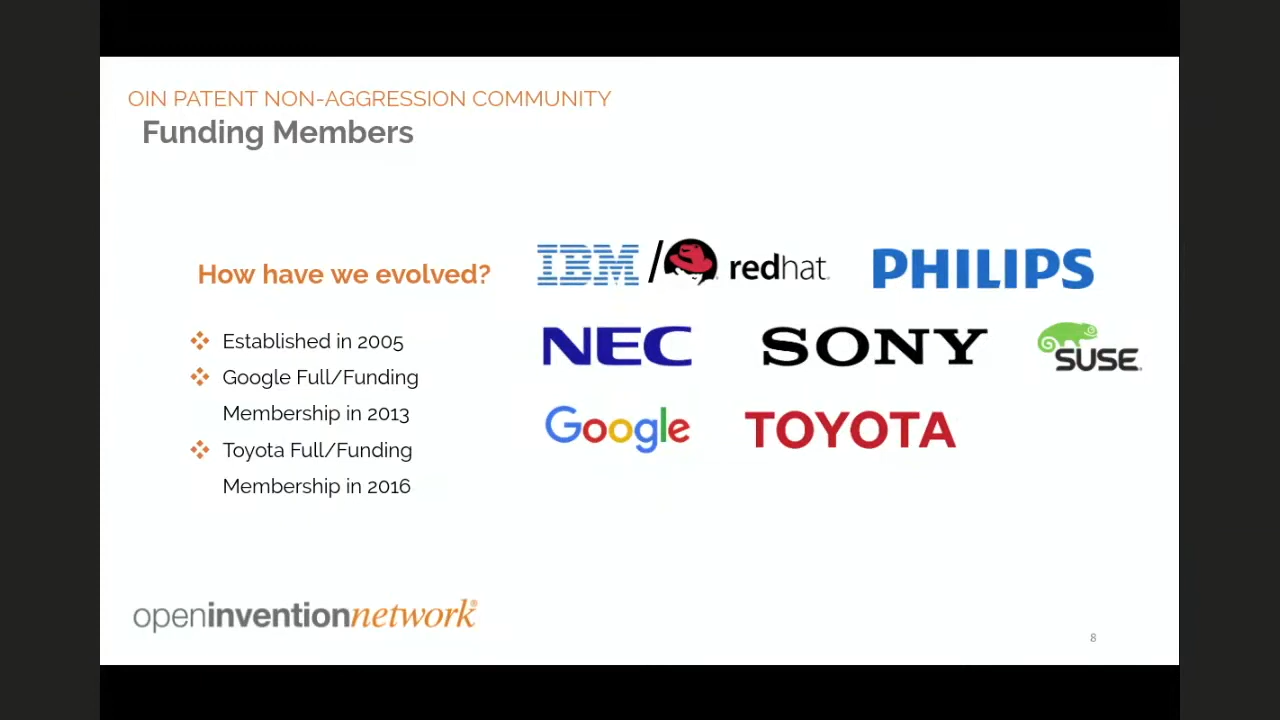 OIN PATENT NON-AGGRESSION COMMUNITY
Funding Members
How have we evolved?
Established in 2005
Google Full/Funding
Membership in 2013
Toyota Full/Funding
Membership in 2016
IBM / redhat.
PHILIPS
NEC
SONY
SUSE
Google
TOYOTA
openinventionnetwork®
8